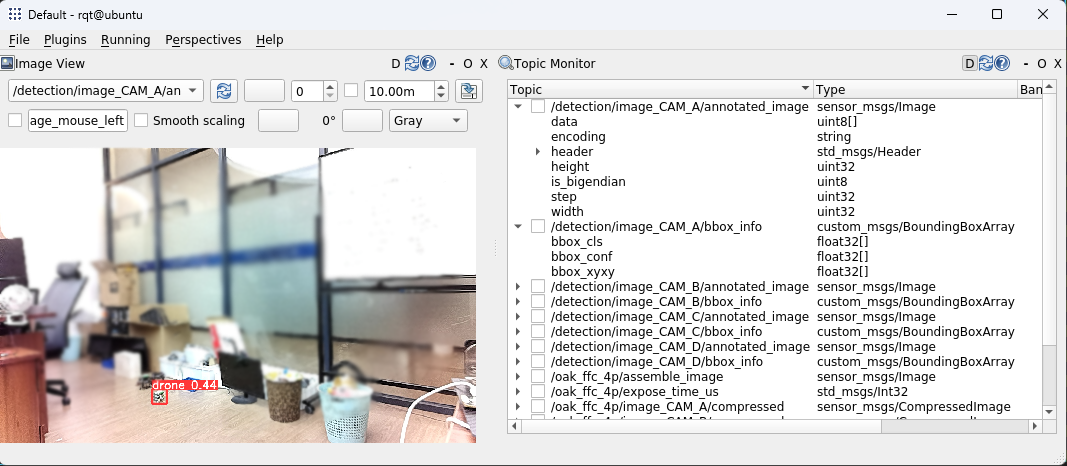 Default - rqt@ubuntu
File Plugins Running Perspectives Help
Image View D - O X
/detection/image_CAM_A/an 0 10.00m
age_mouse_left Smooth scaling 0° Gray
drone 0.44
Topic Monitor D - O X
Topic Type Ban
/detection/image_CAM_A/annotated_image sensor_msgs/Image
data uint8[]
encoding string
header std_msgs/Header
height uint32
is_bigendian uint8
step uint32
width uint32
/detection/image_CAM_A/bbox_info custom_msgs/BoundingBoxArray
bbox_cls float32[]
bbox_conf float32[]
bbox_xyxy float32[]
/detection/image_CAM_B/annotated_image sensor_msgs/Image
/detection/image_CAM_B/bbox_info custom_msgs/BoundingBoxArray
/detection/image_CAM_C/annotated_image sensor_msgs/Image
/detection/image_CAM_C/bbox_info custom_msgs/BoundingBoxArray
/detection/image_CAM_D/annotated_image sensor_msgs/Image
/detection/image_CAM_D/bbox_info custom_msgs/BoundingBoxArray
/oak_ffc_4p/assemble_image sensor_msgs/Image
/oak_ffc_4p/expose_time_us std_msgs/Int32
/oak_ffc_4p/image_CAM_A/compressed sensor_msgs/CompressedImage